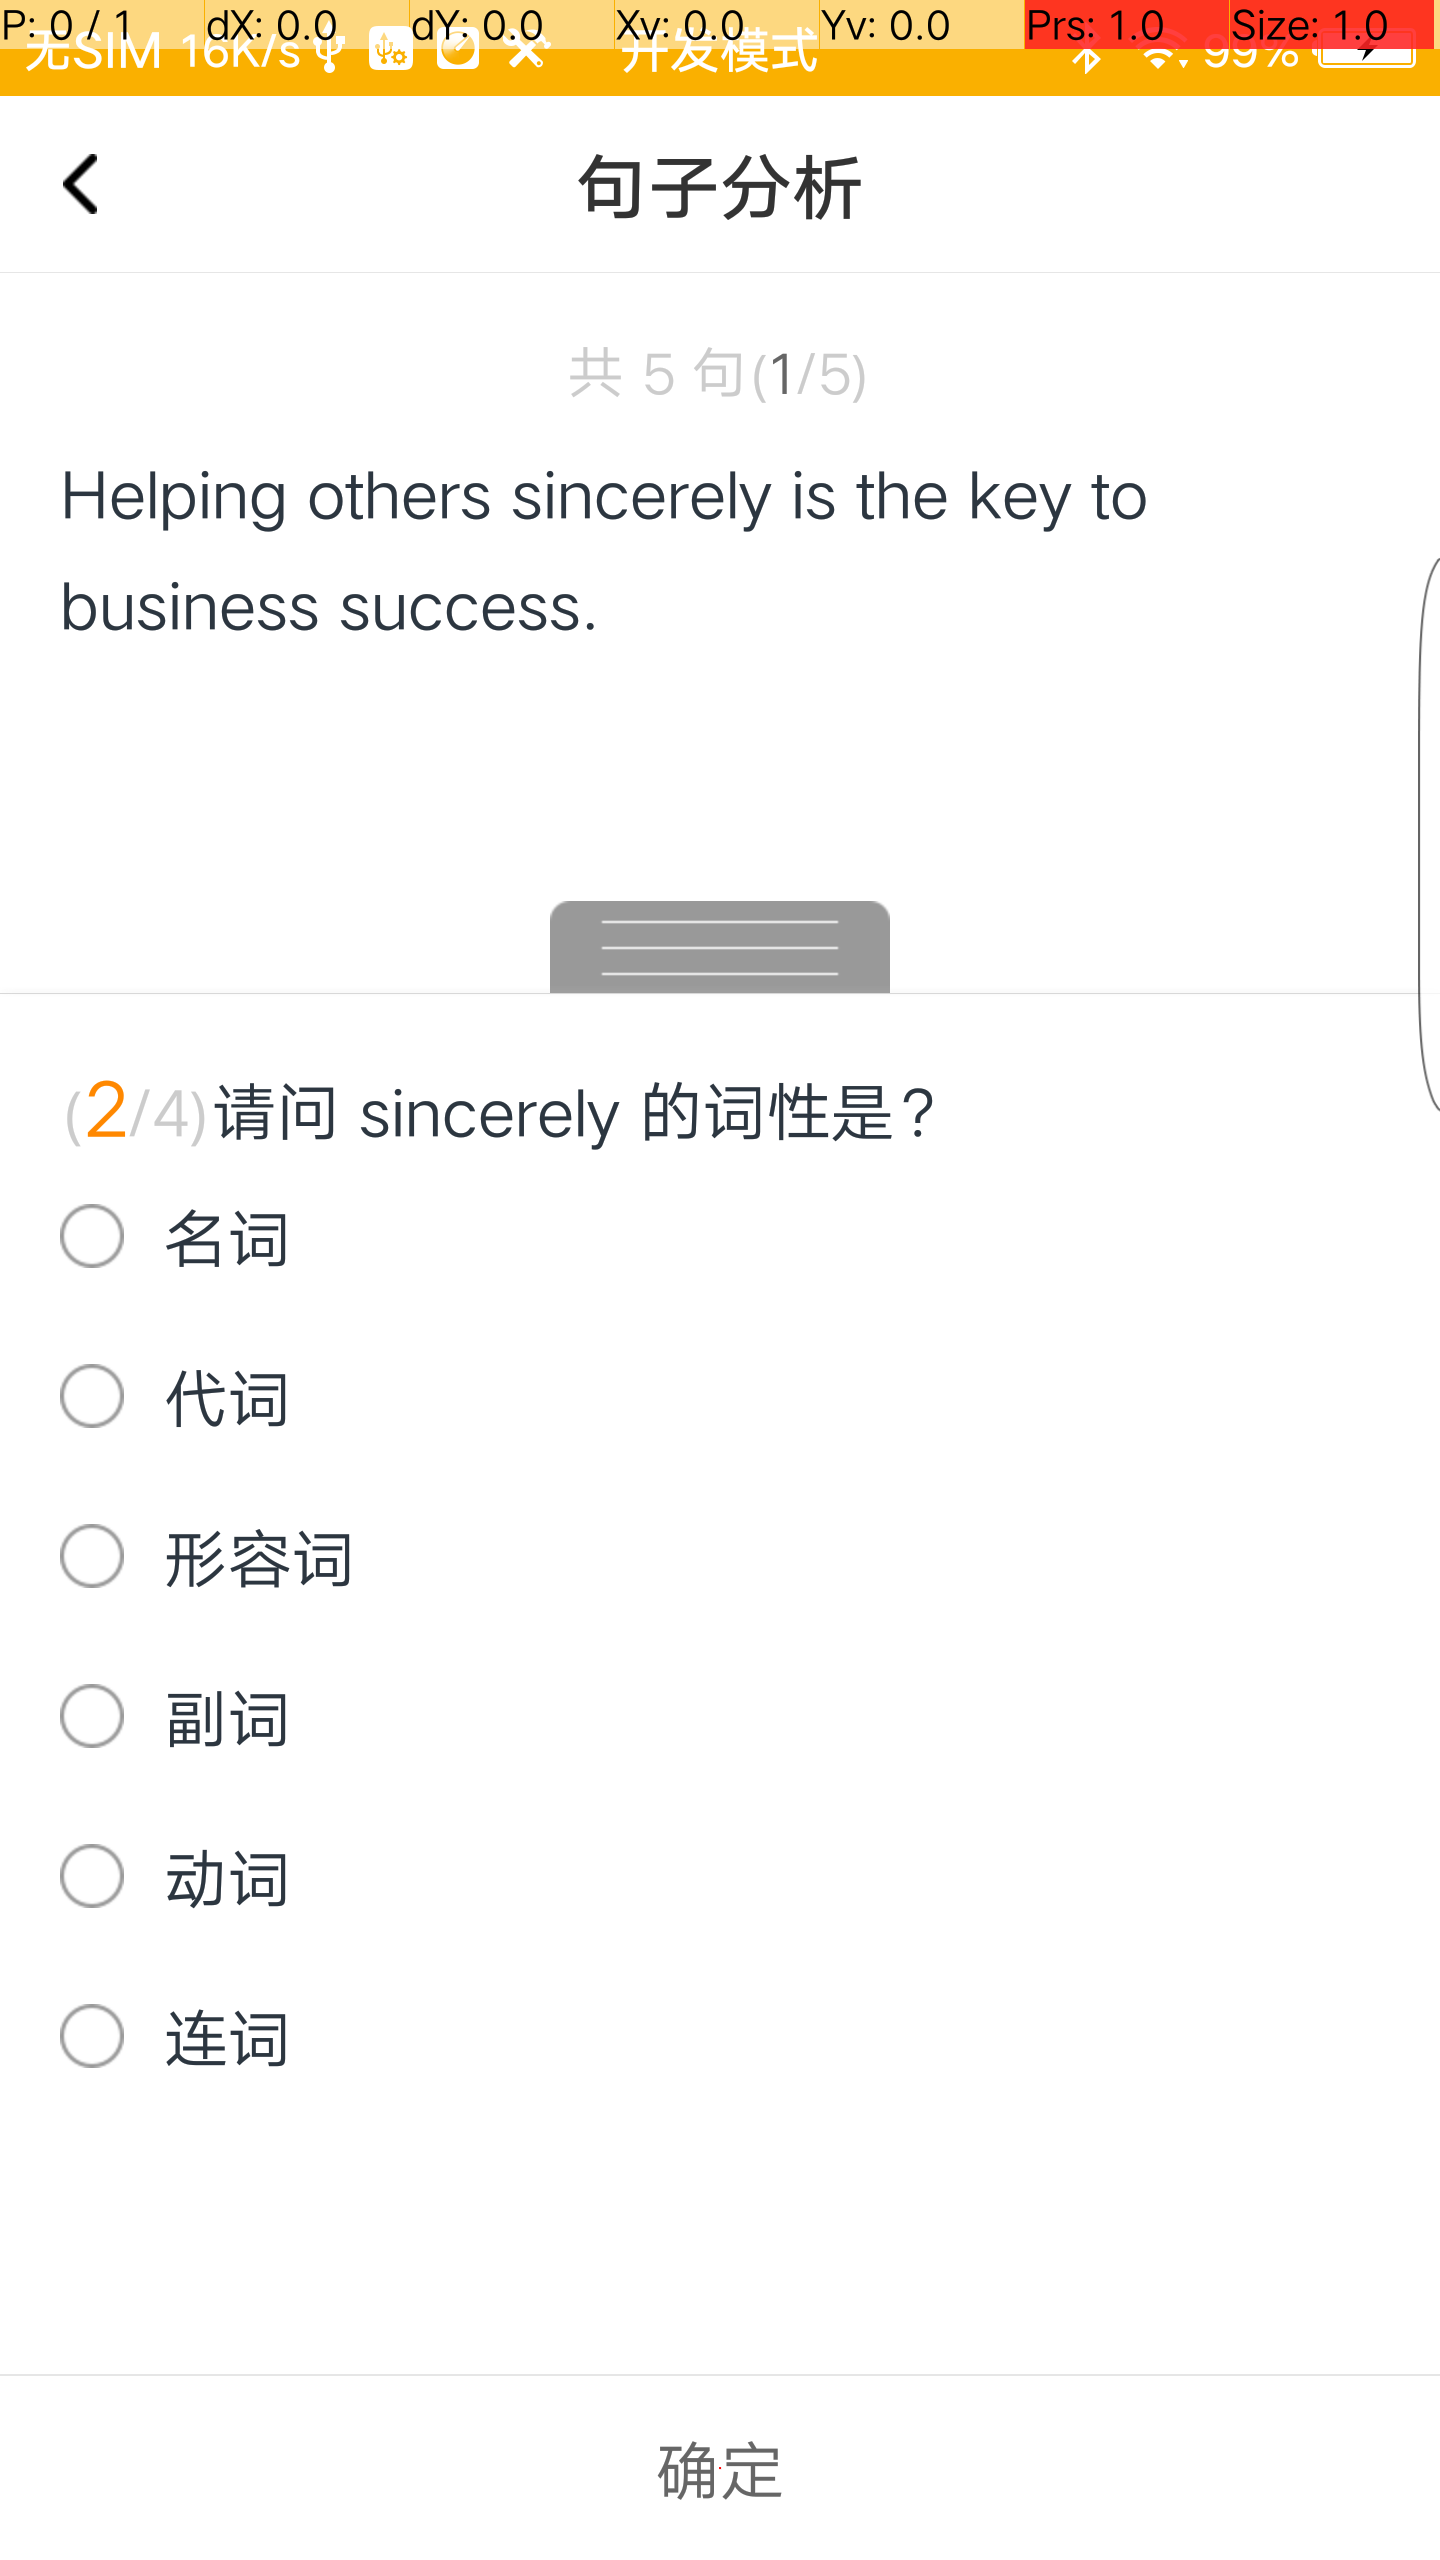 P: 0 / 1 dX: 0.0 dY: 0.0 Xv: 0.0 Yv: 0.0 Prs: 1.0 Size: 1.0
无SIM 16K/s 开发模式 99%
句子分析
共 5 句(1/5)
Helping others sincerely is the key to
business success.
(2/4)请问 sincerely 的词性是?
名词
代词
形容词
副词
动词
连词
确定